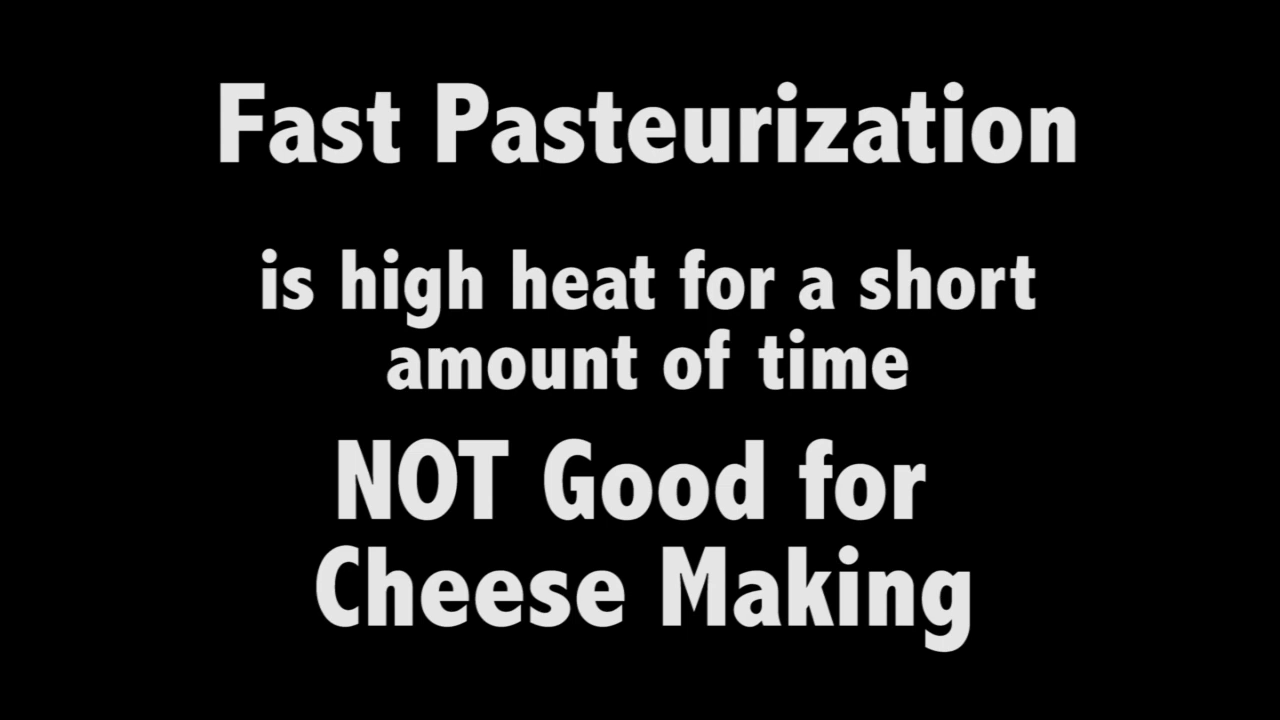 Fast Pasteurization
is high heat for a short
amount of time
NOT Good for
Cheese Making